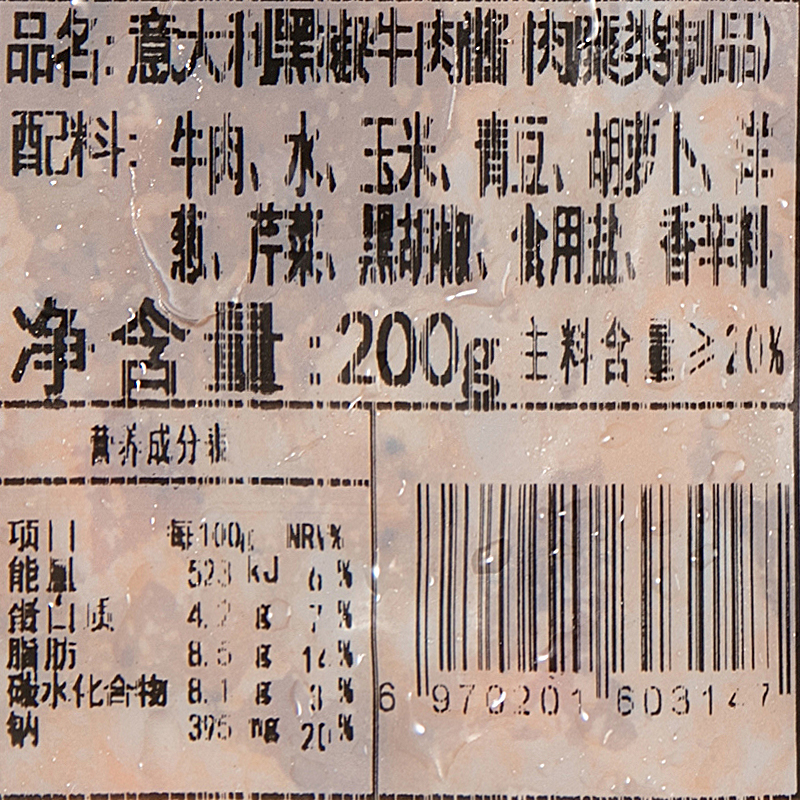 品名：意大利黑椒牛肉酱（肉糜类制品）
配料：牛肉、水、玉米、青豆、胡萝卜、洋
葱、芹菜、黑胡椒、食用盐、香辛料
净含量：200g 主料含量≥20%
营养成分表
项目 每100g NRV%
能量 523 kJ 6 %
蛋白质 4.2 g 7 %
脂肪 8.5 g 14 %
碳水化合物 8.1 g 3 %
钠 395 mg 20 %
6 970201 603147